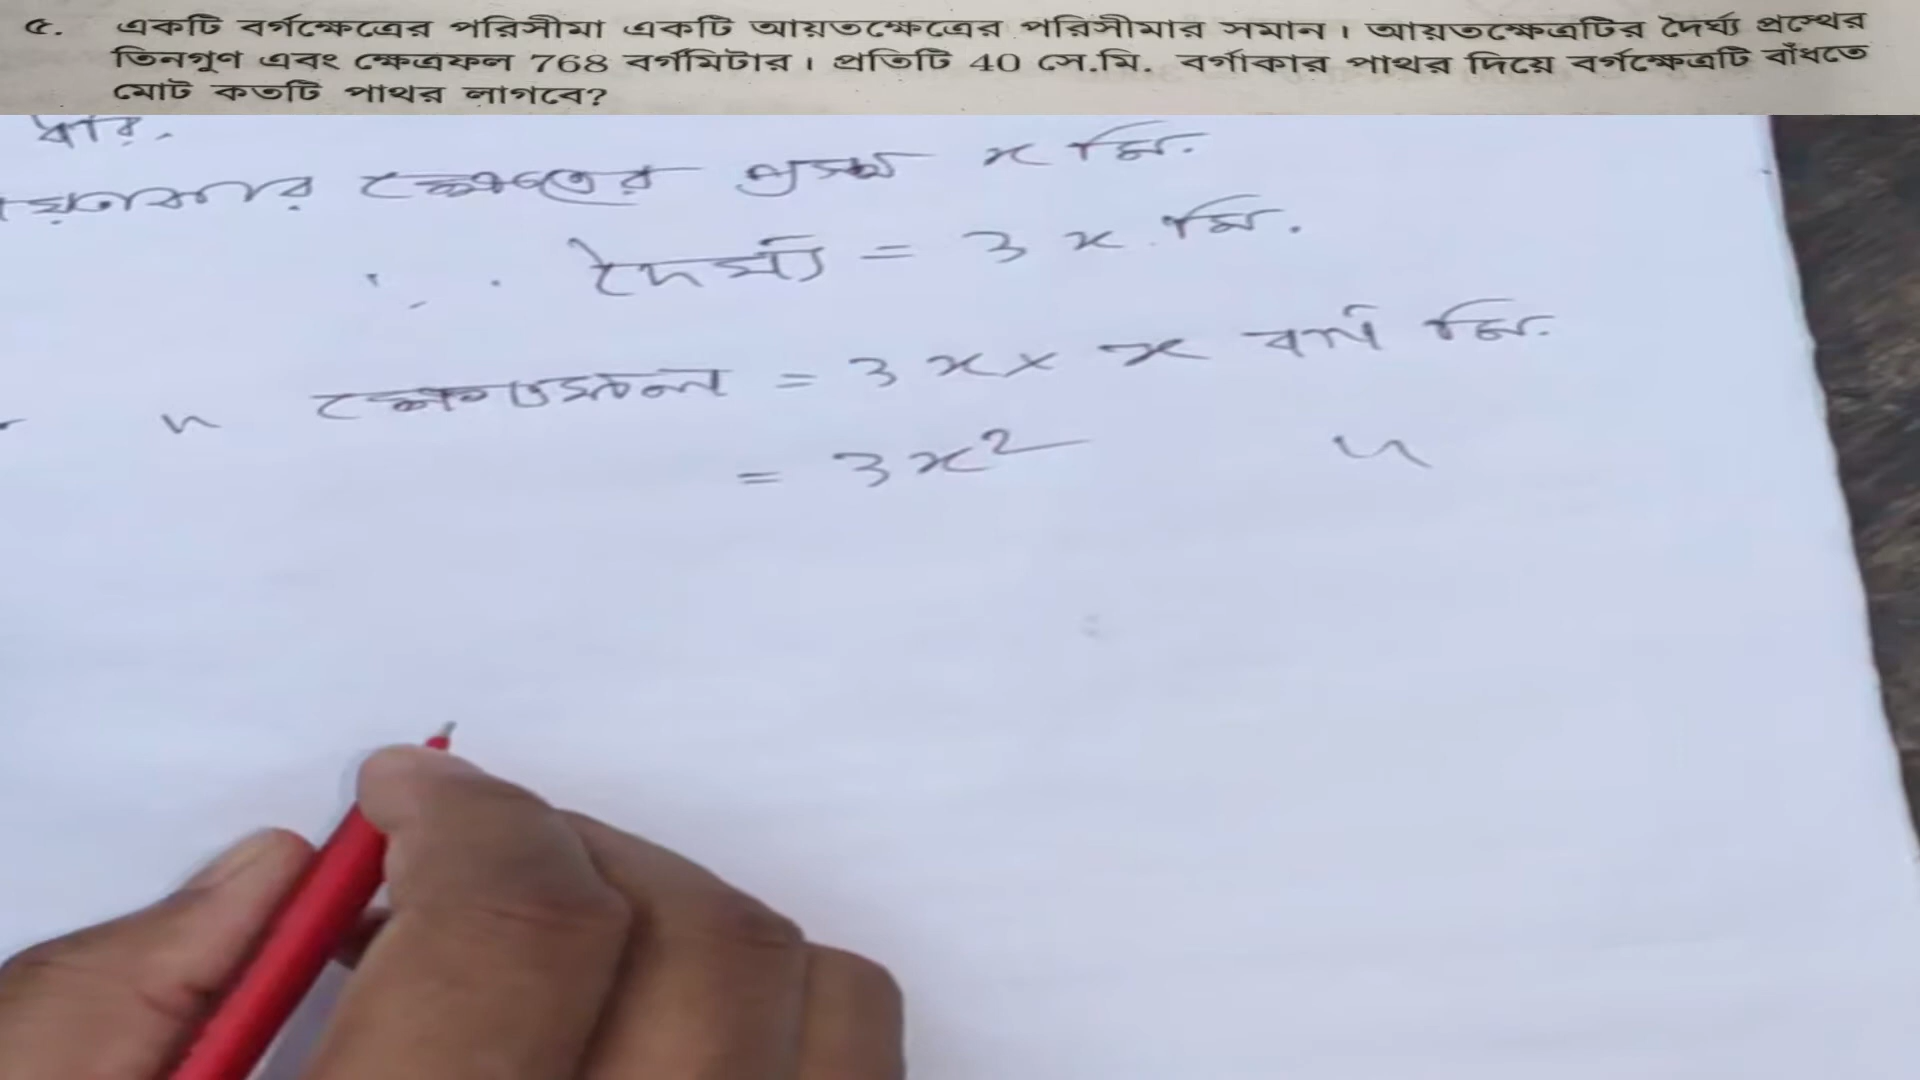 ৫. একটি বর্গক্ষেত্রের পরিসীমা একটি আয়তক্ষেত্রের পরিসীমার সমান। আয়তক্ষেত্রটির দৈর্ঘ্য প্রস্থের
তিনগুণ এবং ক্ষেত্রফল 768 বর্গমিটার। প্রতিটি 40 সে.মি. বর্গাকার পাথর দিয়ে বর্গক্ষেত্রটি বাঁধতে
মোট কতটি পাথর লাগবে?
ধরি,
ক্ষেত্রের প্রস্থ x মি.
∴ দৈর্ঘ্য = 3x মি.
" ক্ষেত্রফল = 3x × x বর্গ মি.
= 3x² "